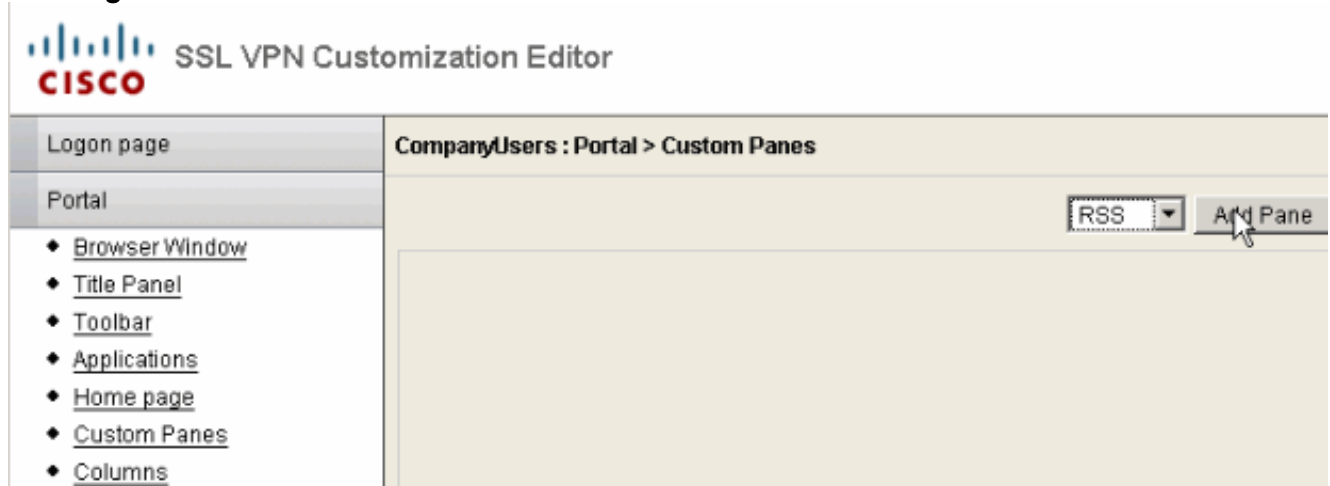 CISCO
SSL VPN Customization Editor
Logon page
Portal
Browser Window
Title Panel
Toolbar
Applications
Home page
Custom Panes
Columns
CompanyUsers : Portal > Custom Panes
RSS
Add Pane